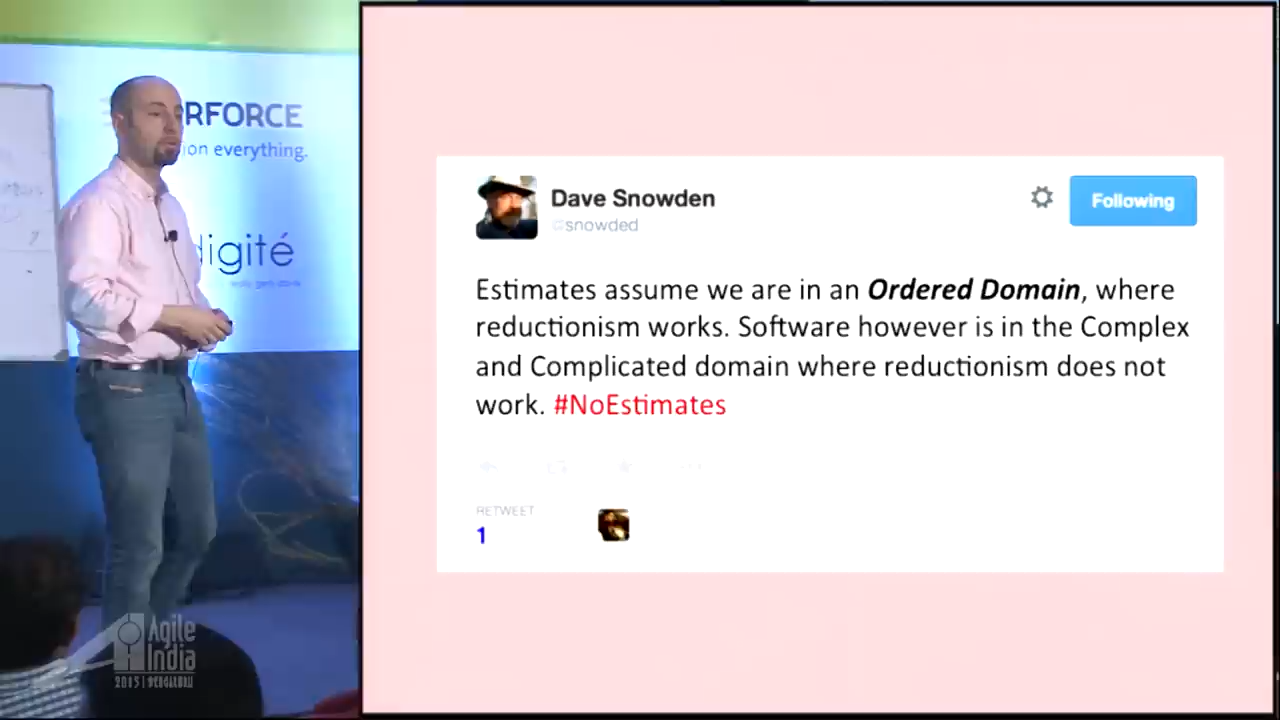 RFORCE
ion everything.
digité
Dave Snowden
@snowded
Following
Estimates assume we are in an Ordered Domain, where
reductionism works. Software however is in the Complex
and Complicated domain where reductionism does not
work. #NoEstimates
RETWEET
1
Agile
India
2015 | BENGALURU